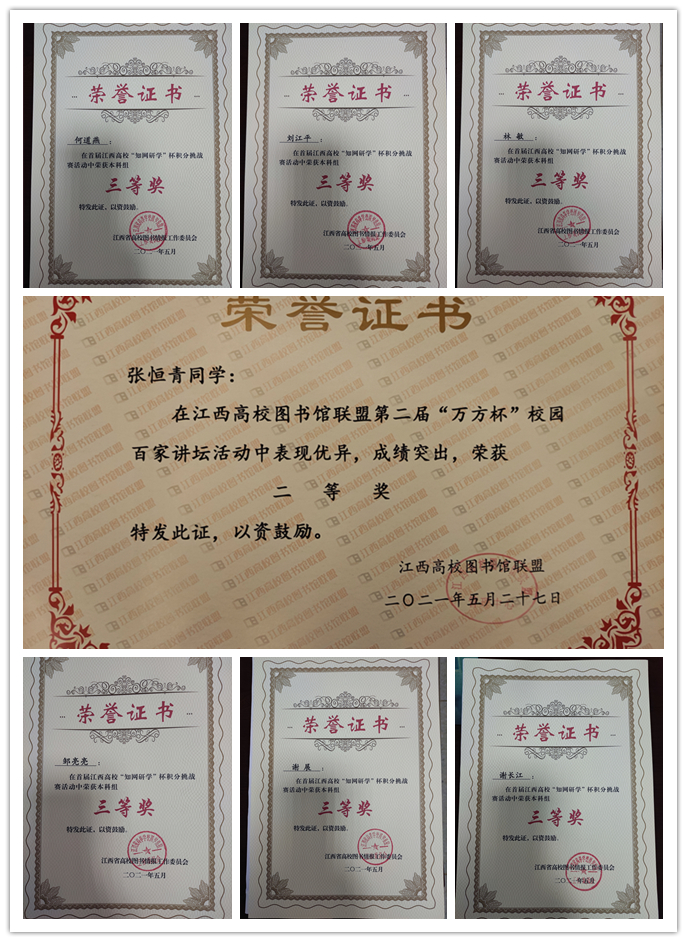 荣誉证书
何道燕：
在首届江西高校“知网研学”杯积分挑战
赛活动中荣获本科组
三等奖
特发此证，以资鼓励。
江西省高校图书情报工作委员会
二〇二一年五月
荣誉证书
刘江平：
在首届江西高校“知网研学”杯积分挑战
赛活动中荣获本科组
三等奖
特发此证，以资鼓励。
江西省高校图书情报工作委员会
二〇二一年五月
荣誉证书
林敏：
在首届江西高校“知网研学”杯积分挑战
赛活动中荣获本科组
三等奖
特发此证，以资鼓励。
江西省高校图书情报工作委员会
二〇二一年五月
荣誉证书
张恒青同学：
在江西高校图书馆联盟第二届“万方杯”校园
百家讲坛活动中表现优异，成绩突出，荣获
二等奖
特发此证，以资鼓励。
江西高校图书馆联盟
二〇二一年五月二十七日
荣誉证书
邹亮亮：
在首届江西高校“知网研学”杯积分挑战
赛活动中荣获本科组
三等奖
特发此证，以资鼓励。
江西省高校图书情报工作委员会
二〇二一年五月
荣誉证书
谢辰：
在首届江西高校“知网研学”杯积分挑战
赛活动中荣获本科组
三等奖
特发此证，以资鼓励。
江西省高校图书情报工作委员会
二〇二一年五月
荣誉证书
谢长江：
在首届江西高校“知网研学”杯积分挑战
赛活动中荣获本科组
三等奖
特发此证，以资鼓励。
江西省高校图书情报工作委员会
二〇二一年五月